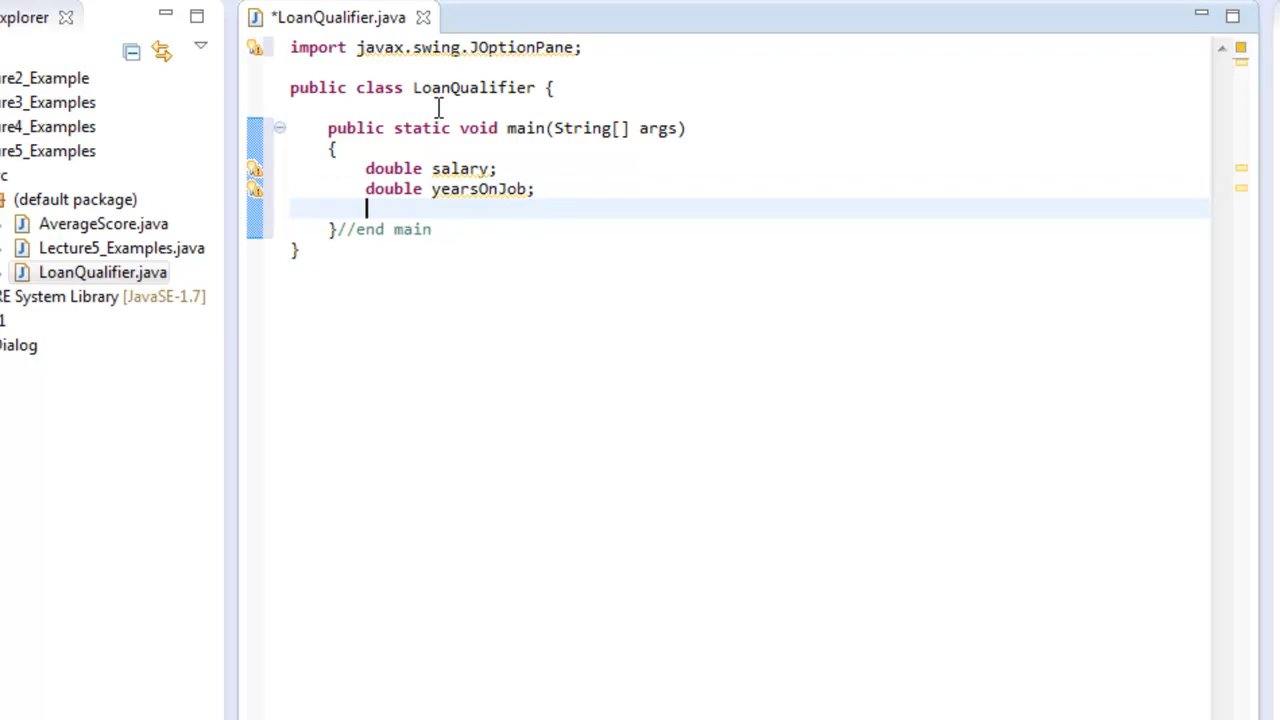 xplorer
*LoanQualifier.java
import javax.swing.JOptionPane;
public class LoanQualifier {
public static void main(String[] args)
{
double salary;
double yearsOnJob;
}//end main
}
re2_Example
re3_Examples
re4_Examples
re5_Examples
c
(default package)
AverageScore.java
Lecture5_Examples.java
LoanQualifier.java
RE System Library [JavaSE-1.7]
1
Dialog